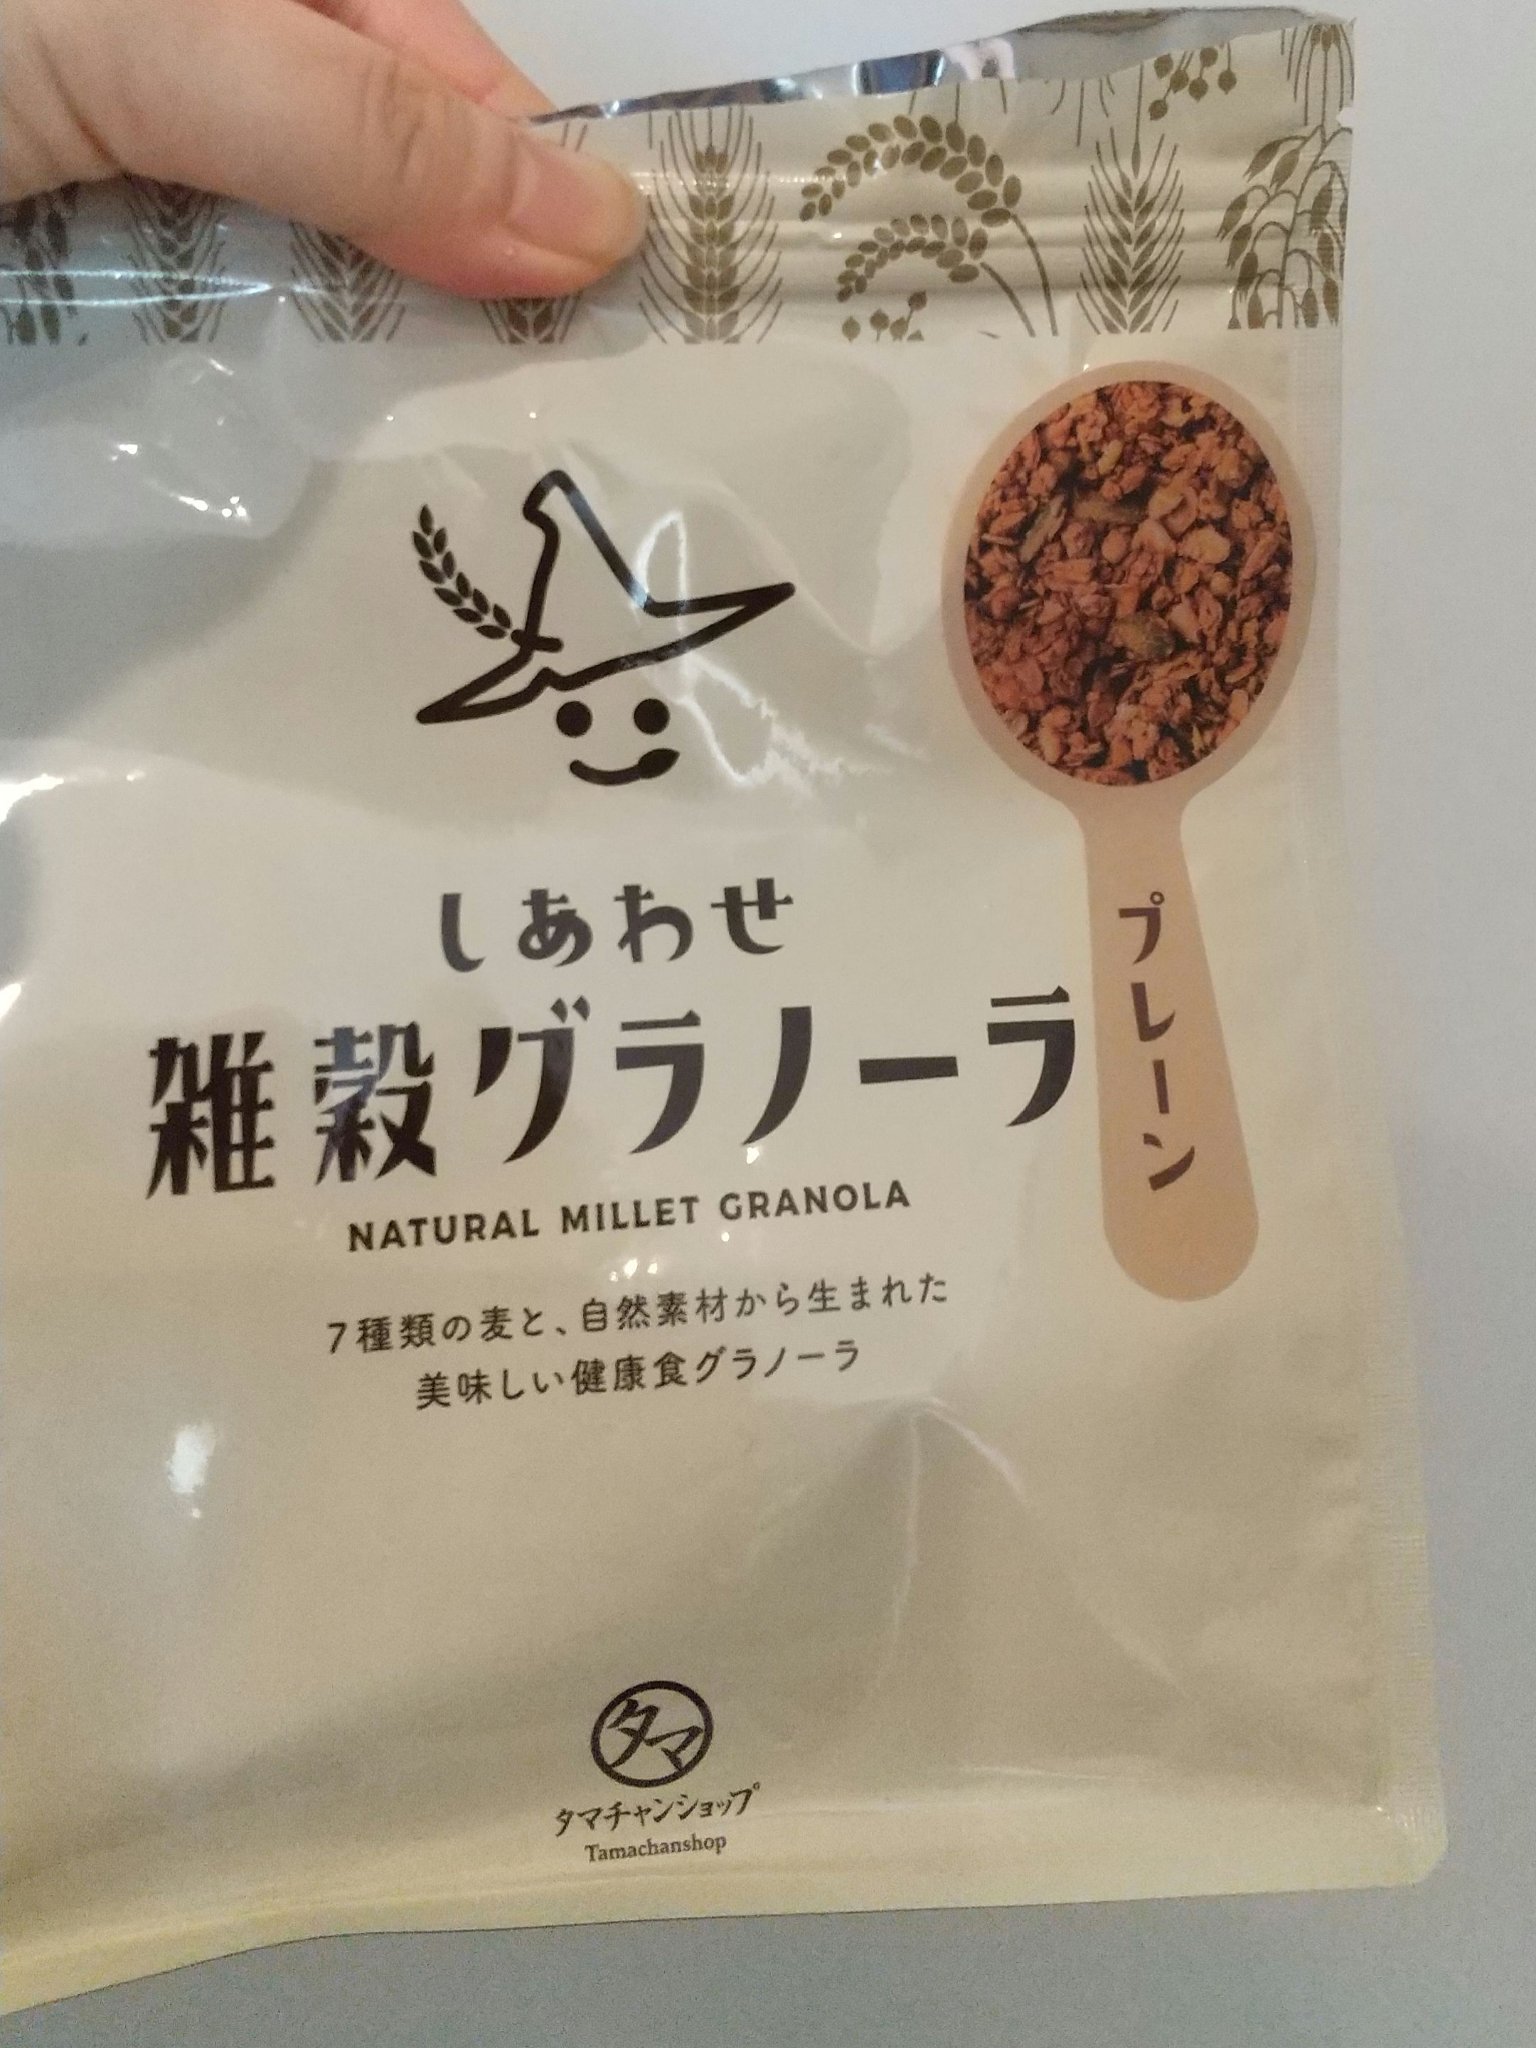 しあわせ
雑穀グラノーラ
NATURAL MILLET GRANOLA
7種類の麦と、自然素材から生まれた
美味しい健康食グラノーラ
プレーン
タマ
タマチャンショップ
Tamachanshop